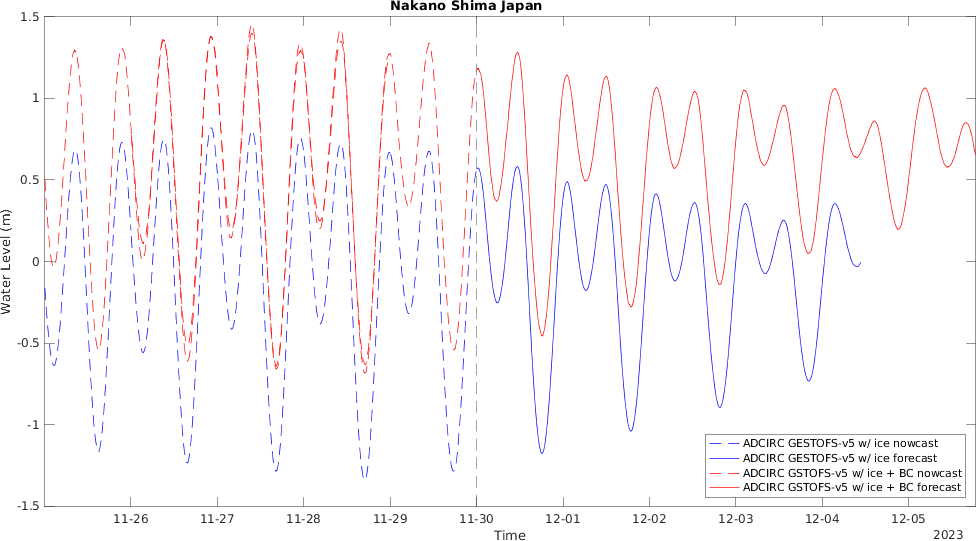 Nakano Shima Japan
1.5
1
0.5
0
-0.5
-1
-1.5
Water Level (m)
11-26 11-27 11-28 11-29 11-30 12-01 12-02 12-03 12-04 12-05
Time
2023
ADCIRC GESTOFS-v5 w/ ice nowcast
ADCIRC GESTOFS-v5 w/ ice forecast
ADCIRC GSTOFS-v5 w/ ice + BC nowcast
ADCIRC GSTOFS-v5 w/ ice + BC forecast